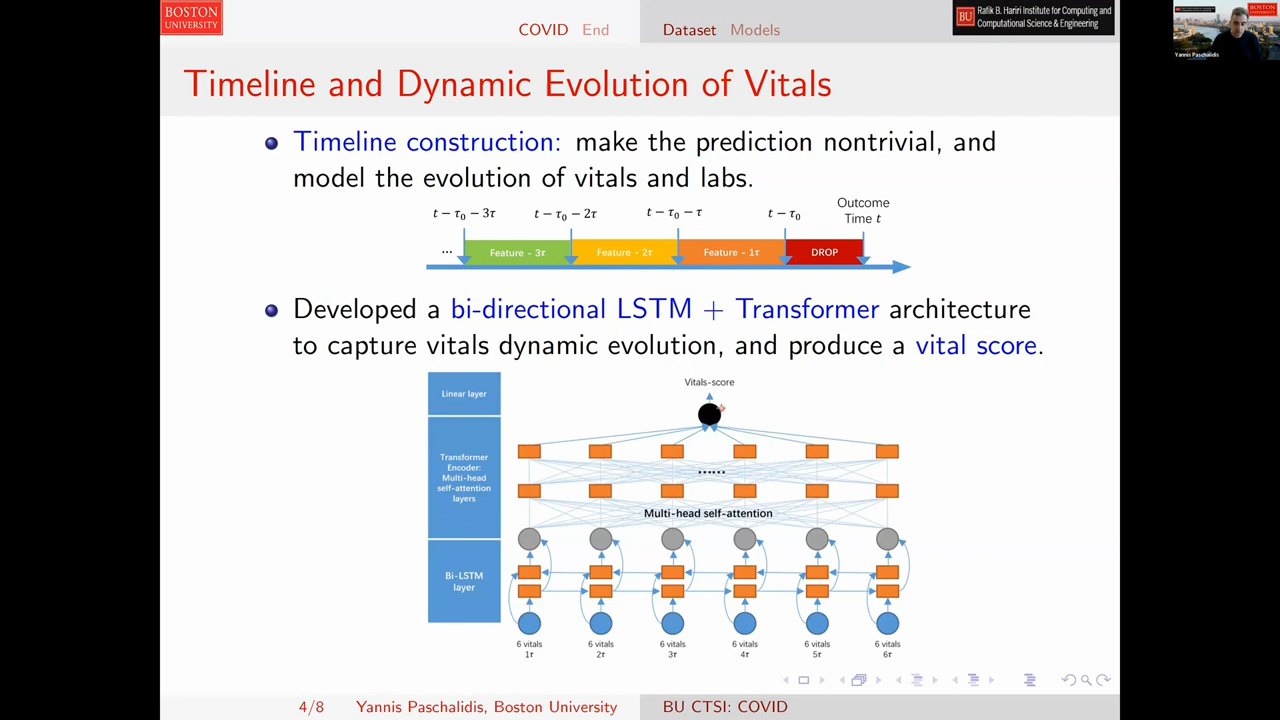 BOSTON
UNIVERSITY
COVID End
Dataset Models
BU
Rafik B. Hariri Institute for Computing and
Computational Science & Engineering
BOSTON
Yannis Paschalidis
Timeline and Dynamic Evolution of Vitals
Timeline construction: make the prediction nontrivial, and
model the evolution of vitals and labs.
t − τ₀ − 3τ
t − τ₀ − 2τ
t − τ₀ − τ
t − τ₀
Outcome
Time t
...
Feature - 3τ
Feature - 2τ
Feature - 1τ
DROP
Developed a bi-directional LSTM + Transformer architecture
to capture vitals dynamic evolution, and produce a vital score.
Vitals-score
Linear layer
Transformer
Encoder:
Multi-head
self-attention
layers
......
Multi-head self-attention
Bi-LSTM
layer
6 vitals
1τ
6 vitals
2τ
6 vitals
3τ
6 vitals
4τ
6 vitals
5τ
6 vitals
6τ
4/8
Yannis Paschalidis, Boston University
BU CTSI: COVID